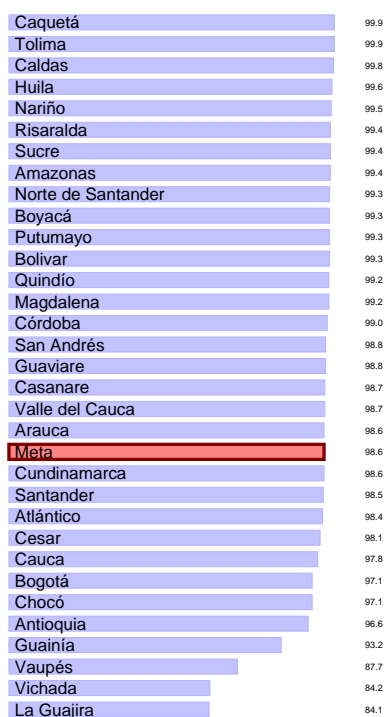 Caquetá 99.9
Tolima 99.9
Caldas 99.8
Huila 99.6
Nariño 99.5
Risaralda 99.4
Sucre 99.4
Amazonas 99.4
Norte de Santander 99.3
Boyacá 99.3
Putumayo 99.3
Bolivar 99.3
Quindío 99.2
Magdalena 99.2
Córdoba 99.0
San Andrés 98.8
Guaviare 98.8
Casanare 98.7
Valle del Cauca 98.7
Arauca 98.6
Meta 98.6
Cundinamarca 98.6
Santander 98.5
Atlántico 98.4
Cesar 98.1
Cauca 97.8
Bogotá 97.1
Chocó 97.1
Antioquia 96.6
Guainía 93.2
Vaupés 87.7
Vichada 84.2
La Guajira 84.1